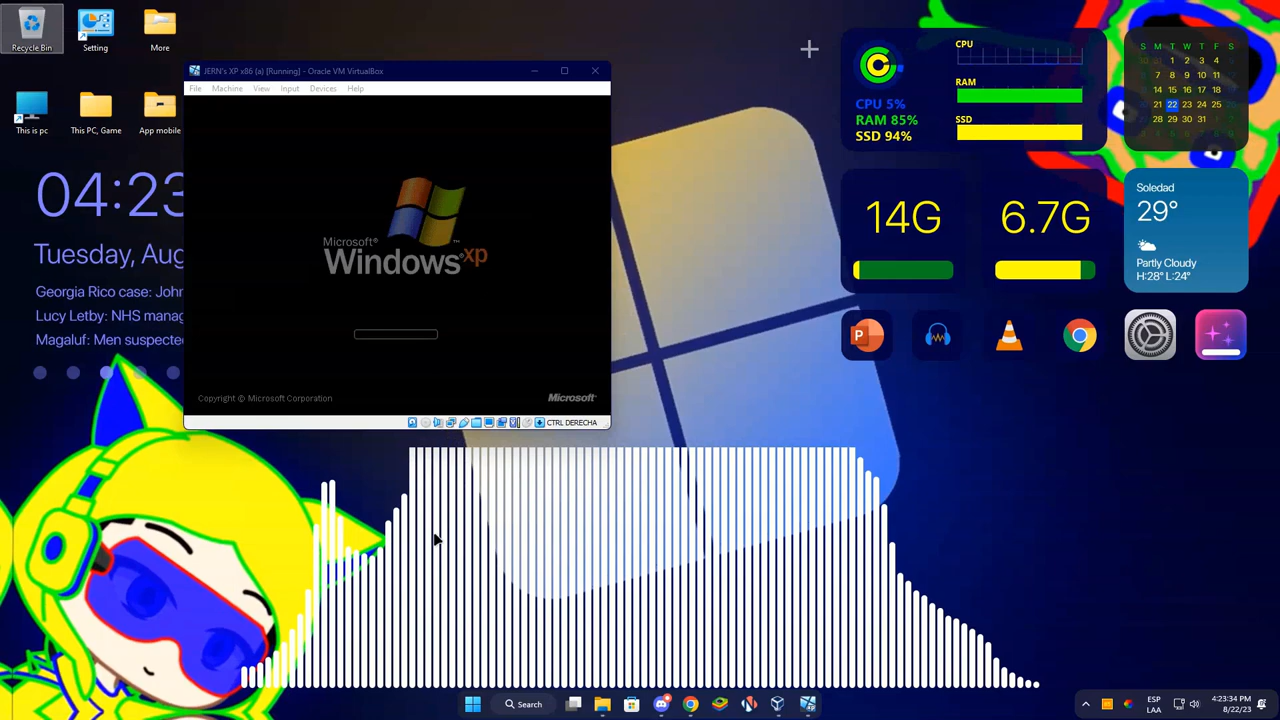 Recycle Bin
Setting
More
This is pc
This PC, Game
App mobile
04:23
Tuesday, Aug
Georgia Rico case: Joh
Lucy Letby: NHS manag
Magaluf: Men suspecte
JERN's XP x86 (a) [Running] - Oracle VM VirtualBox
File Machine View Input Devices Help
Microsoft®
Windows xp
™
Copyright © Microsoft Corporation
Microsoft®
CTRL DERECHA
CPU
RAM
SSD
CPU 5%
RAM 85%
SSD 94%
S M T W T F S
1 2 3 4
7 8 9 10 11
14 15 16 17 18
21 22 23 24 25
28 29 30 31
14G
6.7G
Soledad
29°
Partly Cloudy
H:28° L:24°
P
Search
ESP
LAA
4:23:34 PM
8/22/23